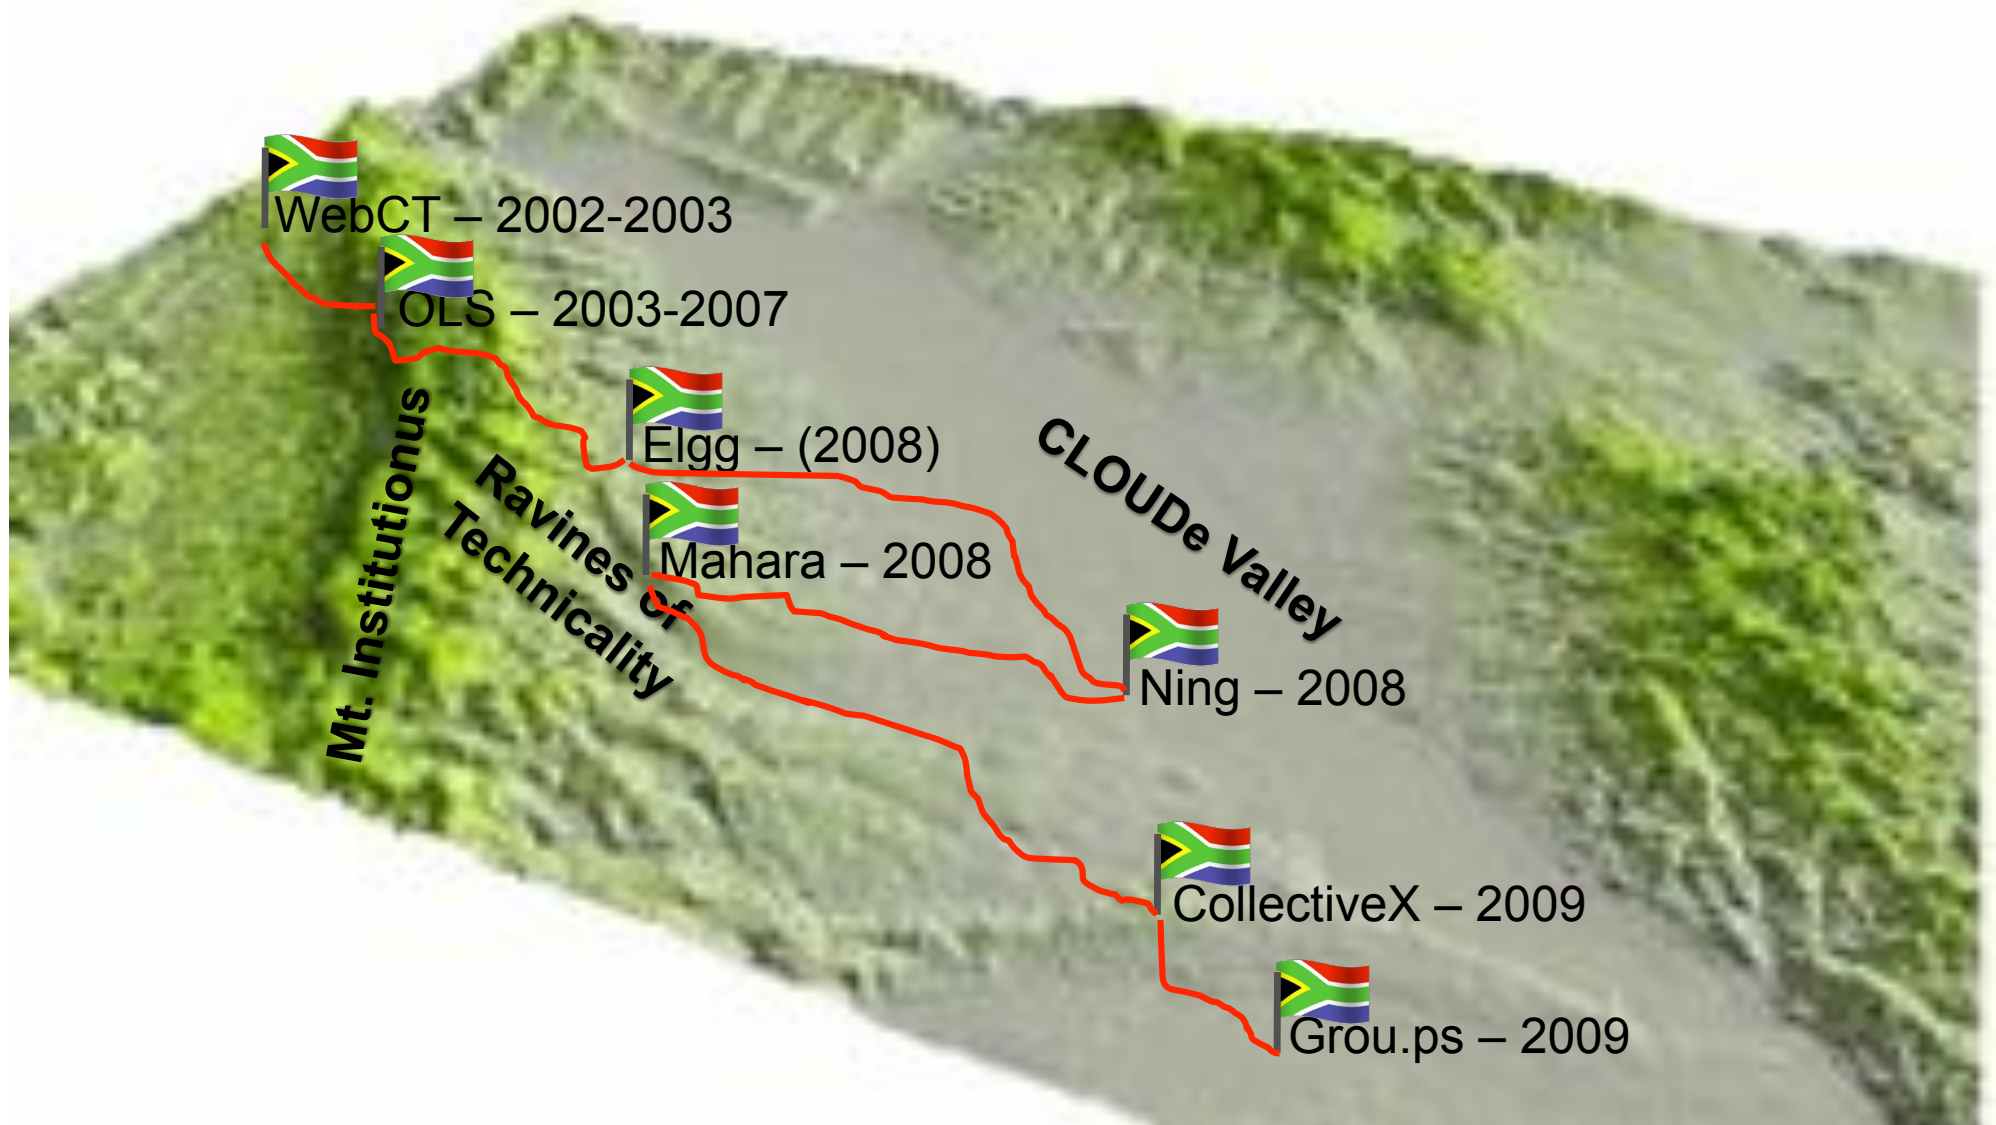 WebCT – 2002-2003
OLS – 2003-2007
Elgg – (2008)
Mt. Institutionus
Ravines of
Technicality
CLOUDe Valley
Mahara – 2008
Ning – 2008
CollectiveX – 2009
Grou.ps – 2009